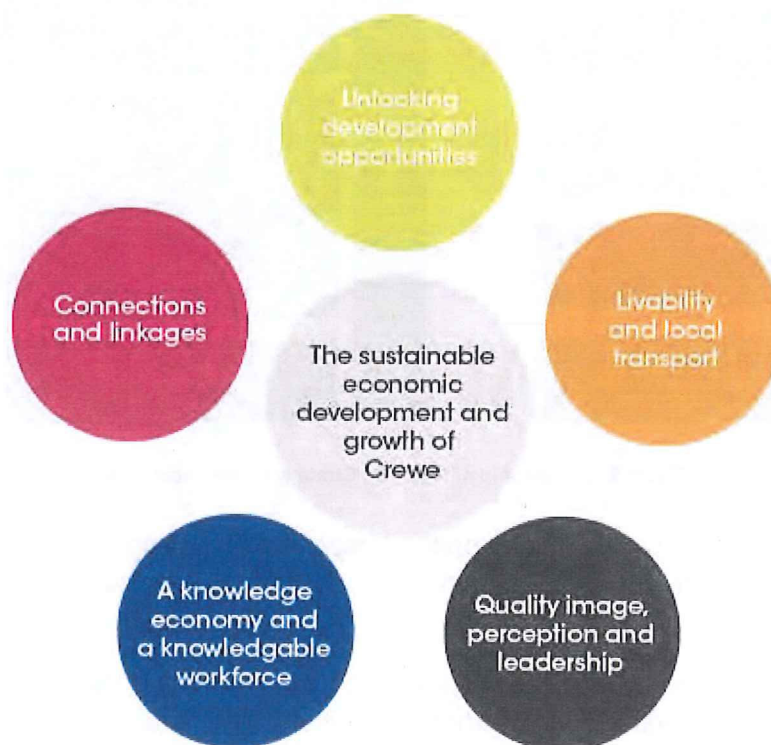 Unlocking
development
opportunities
Connections
and linkages
Livability
and local
transport
The sustainable
economic
development and
growth of
Crewe
A knowledge
economy and
a knowledgable
workforce
Quality image,
perception and
leadership